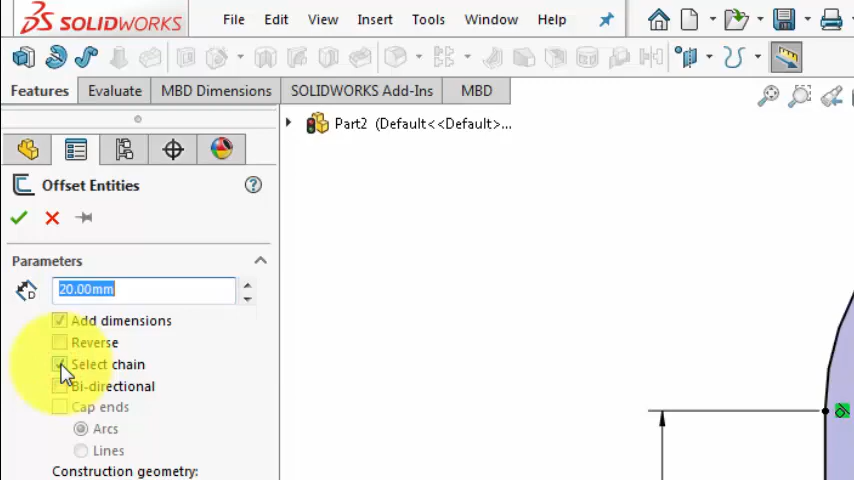 SOLIDWORKS File Edit View Insert Tools Window Help
Features Evaluate MBD Dimensions SOLIDWORKS Add-Ins MBD
Part2 (Default<<Default>...
Offset Entities
Parameters
D 20.00mm
Add dimensions
Reverse
Select chain
Bi-directional
Cap ends
Arcs
Lines
Construction geometry: